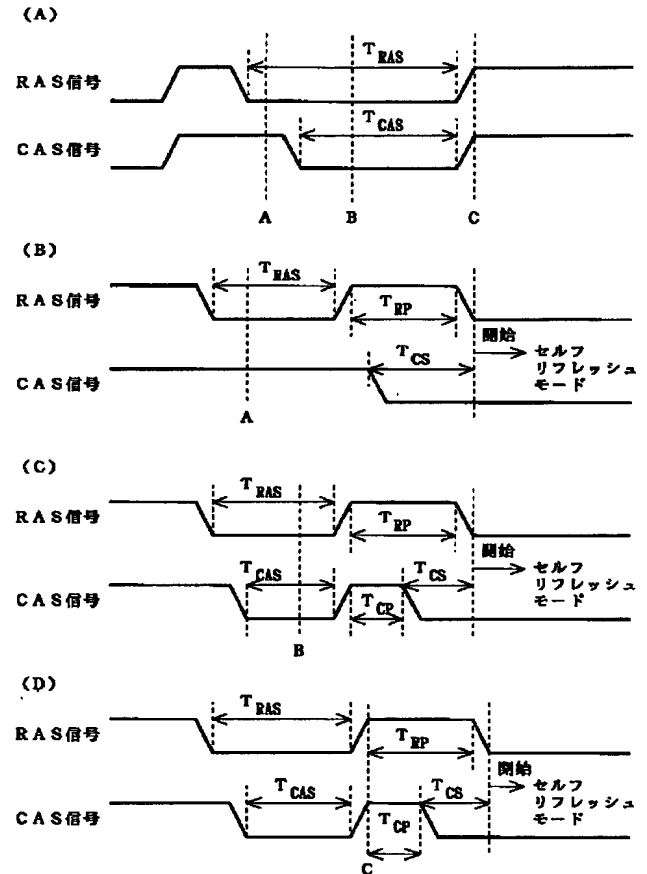 (A)
T RAS
RAS信号
T CAS
CAS信号
A B C
(B)
T RAS
RAS信号
T RP
開始
T CS
セルフ
リフレッシュ
モード
CAS信号
A
(C)
T RAS
RAS信号
T RP
開始
T CAS
T CS
セルフ
リフレッシュ
モード
CAS信号
T CP
B
(D)
T RAS
RAS信号
T RP
開始
T CAS
T CS
セルフ
リフレッシュ
モード
CAS信号
T CP
C